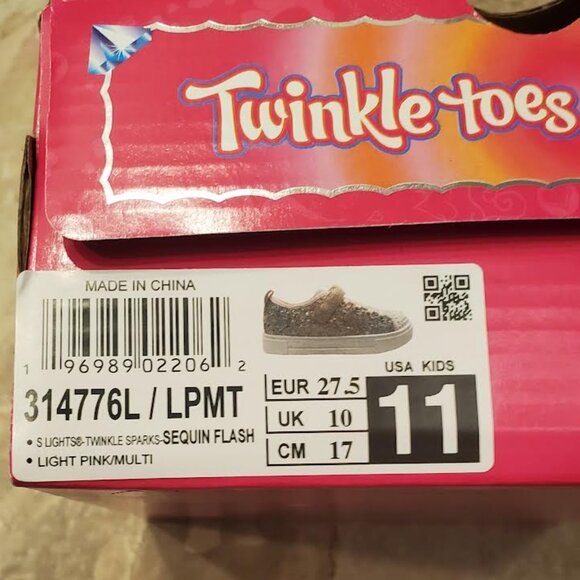 Twinkle toes
MADE IN CHINA
1 96989 02206 2
314776L / LPMT
• S LIGHTS®-TWINKLE SPARKS-SEQUIN FLASH
• LIGHT PINK/MULTI
EUR 27.5
UK 10
CM 17
USA KIDS
11